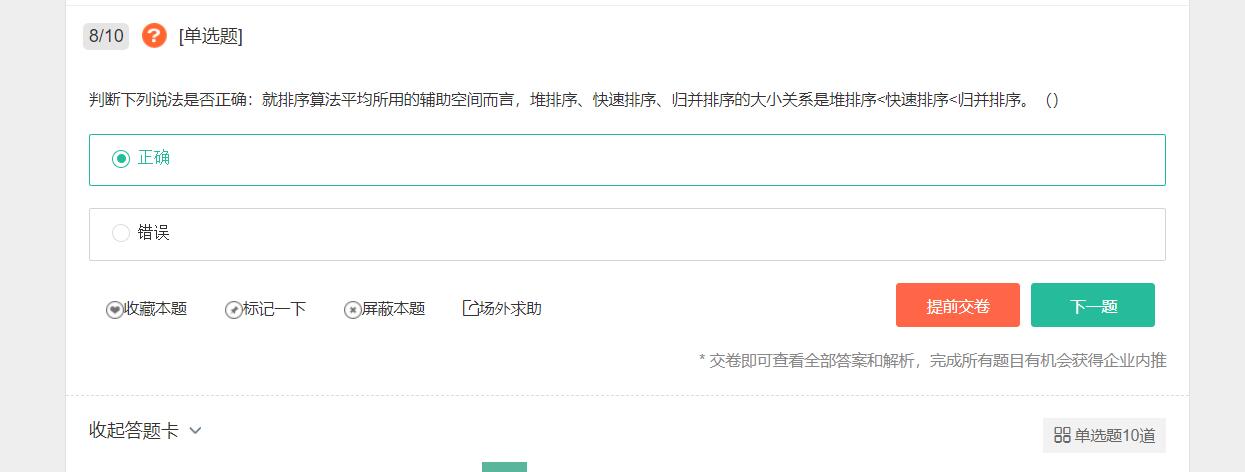 8/10 ? [单选题]
判断下列说法是否正确：就排序算法平均所用的辅助空间而言，堆排序、快速排序、归并排序的大小关系是堆排序<快速排序<归并排序。（）
正确
错误
收藏本题 标记一下 屏蔽本题 场外求助 提前交卷 下一题
* 交卷即可查看全部答案和解析，完成所有题目有机会获得企业内推
收起答题卡 单选题10道